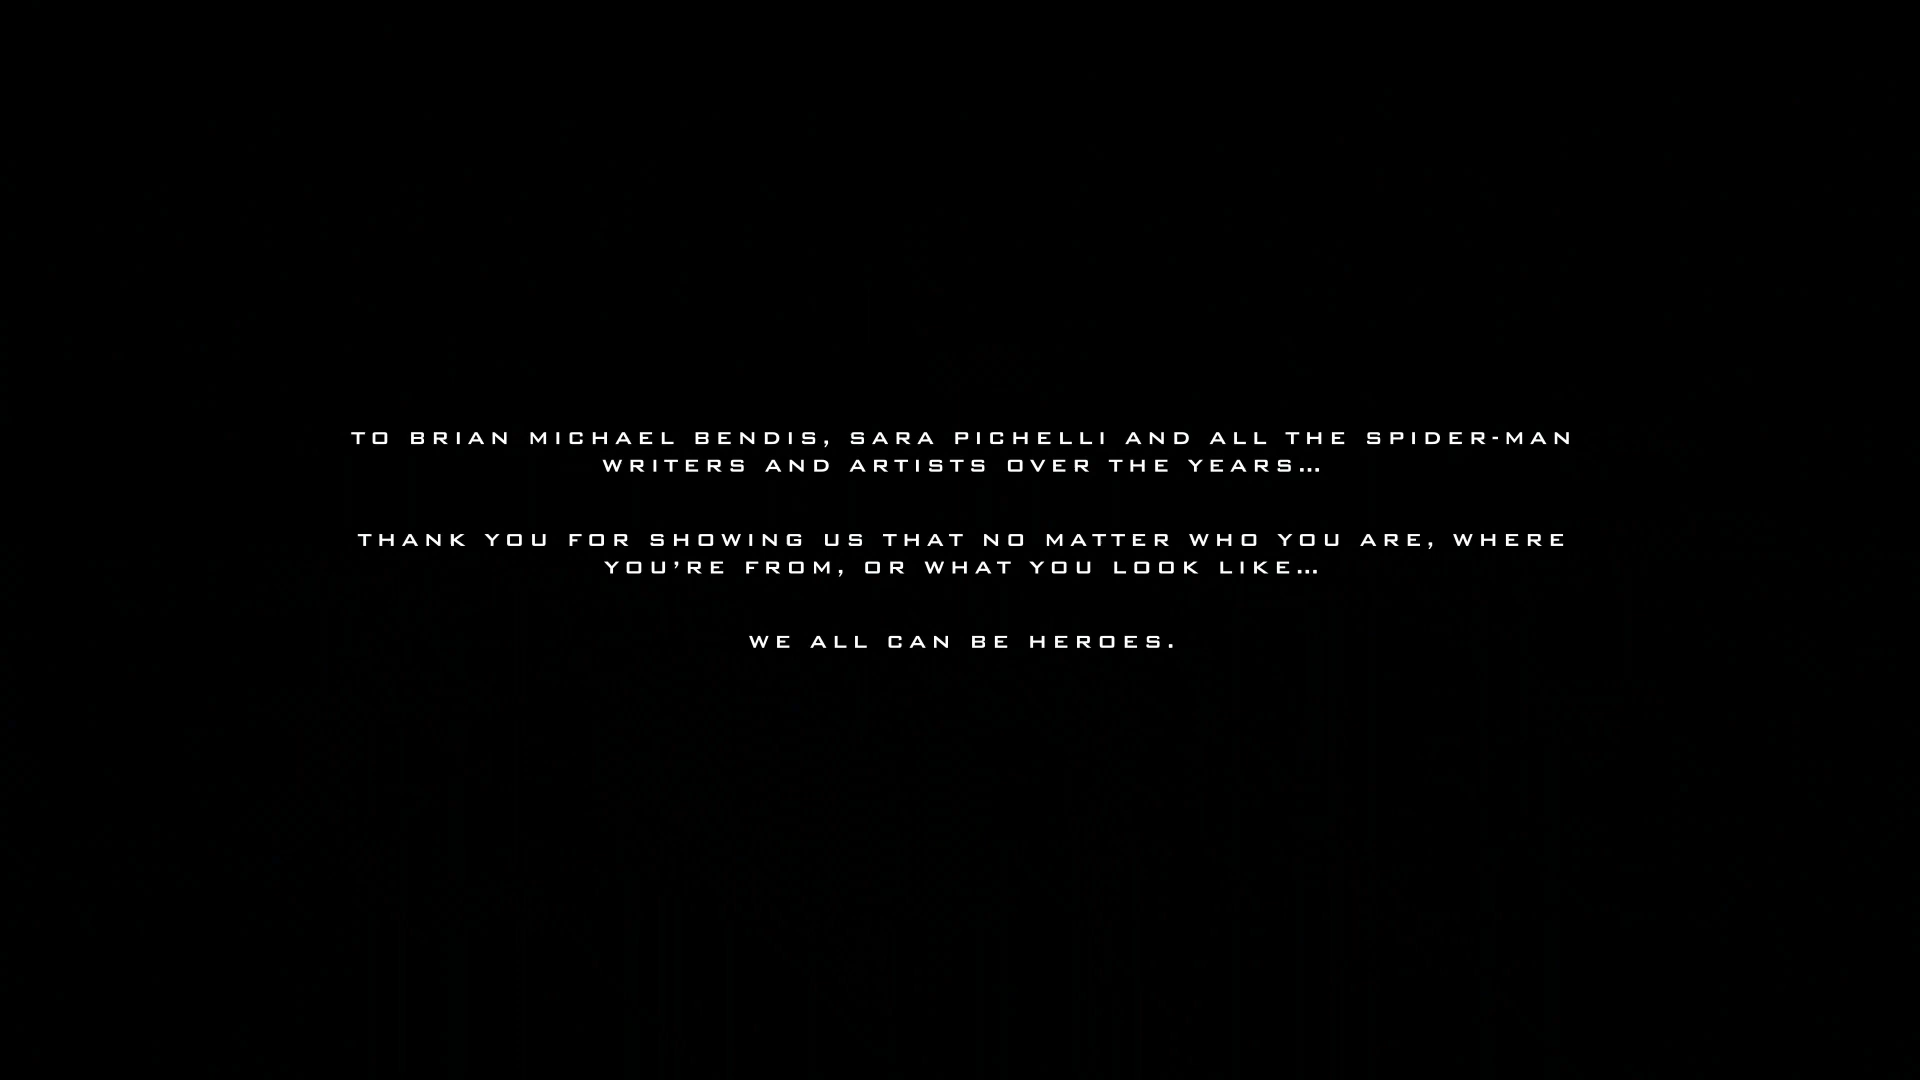 TO BRIAN MICHAEL BENDIS, SARA PICHELLI AND ALL THE SPIDER-MAN
WRITERS AND ARTISTS OVER THE YEARS…
THANK YOU FOR SHOWING US THAT NO MATTER WHO YOU ARE, WHERE
YOU’RE FROM, OR WHAT YOU LOOK LIKE…
WE ALL CAN BE HEROES.